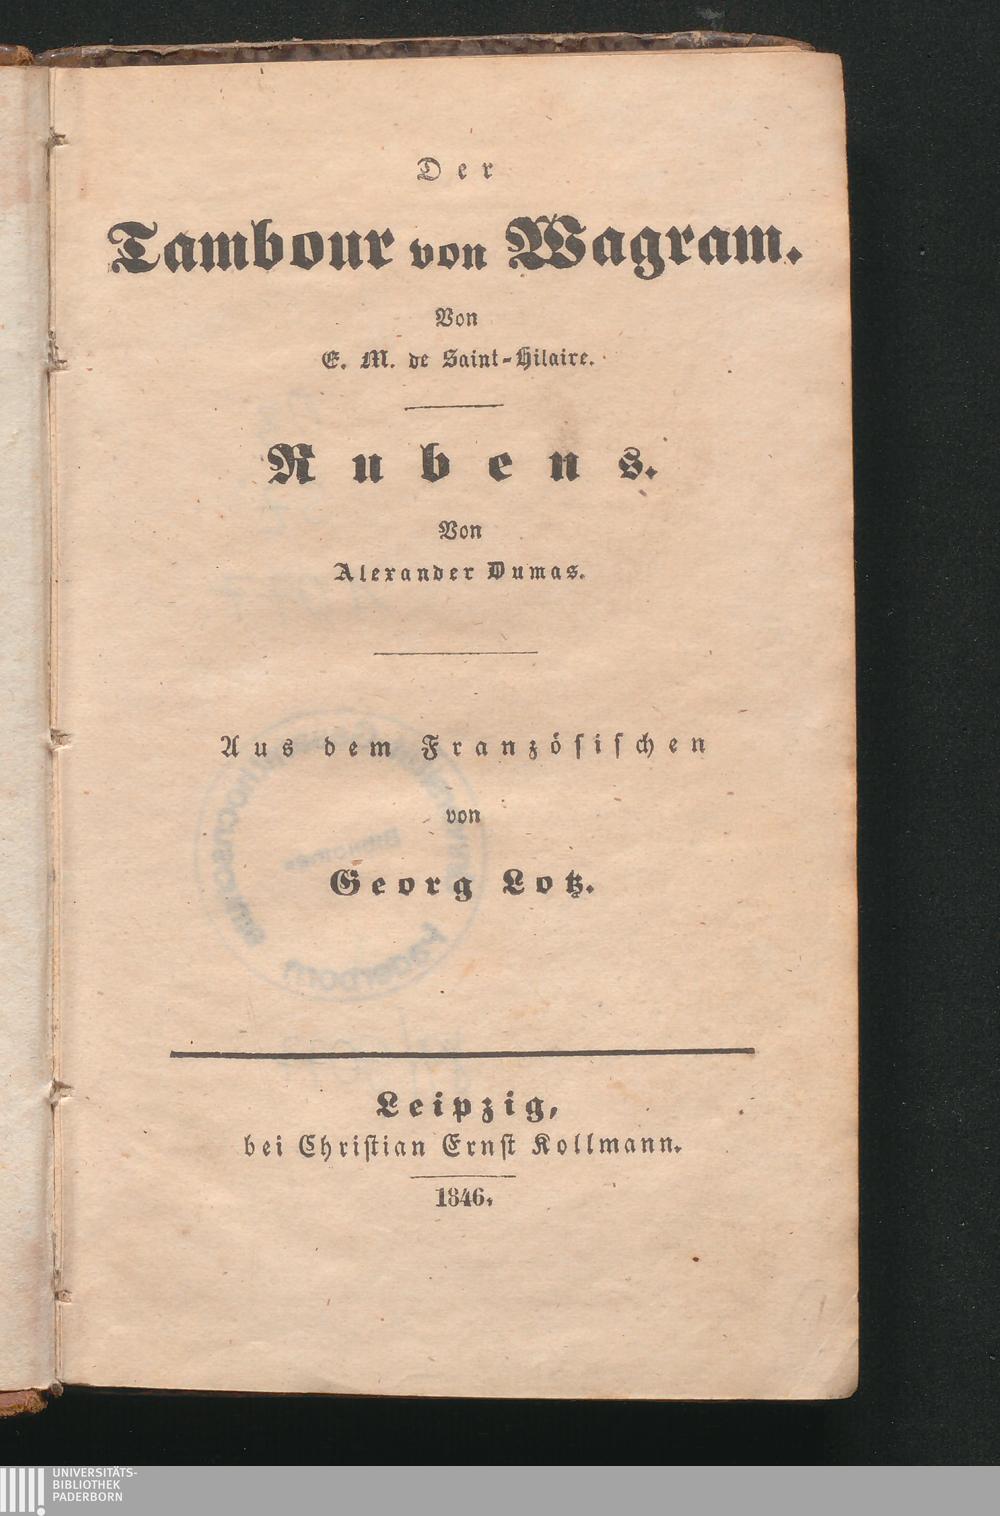 Der
Tambour von Wagram.
Von
E. M. de Saint-Hilaire.
Rubens.
Von
Alexander Dumas.
Aus dem Französischen
von
Georg Lotz.
Leipzig,
bei Christian Ernst Kollmann.
1846.
UNIVERSITÄTS-
BIBLIOTHEK
PADERBORN